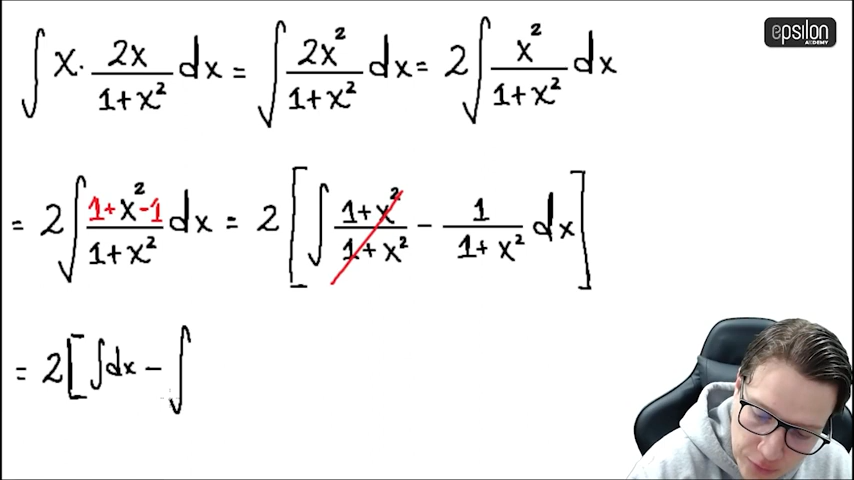 epsilon
AKADEMY
∫ x · 2x/(1+x²) dx = ∫ 2x²/(1+x²) dx = 2 ∫ x²/(1+x²) dx
= 2 ∫ (1+x²-1)/(1+x²) dx = 2 [ ∫ (1+x²)/(1+x²) - 1/(1+x²) dx ]
= 2 [ ∫ dx - ∫